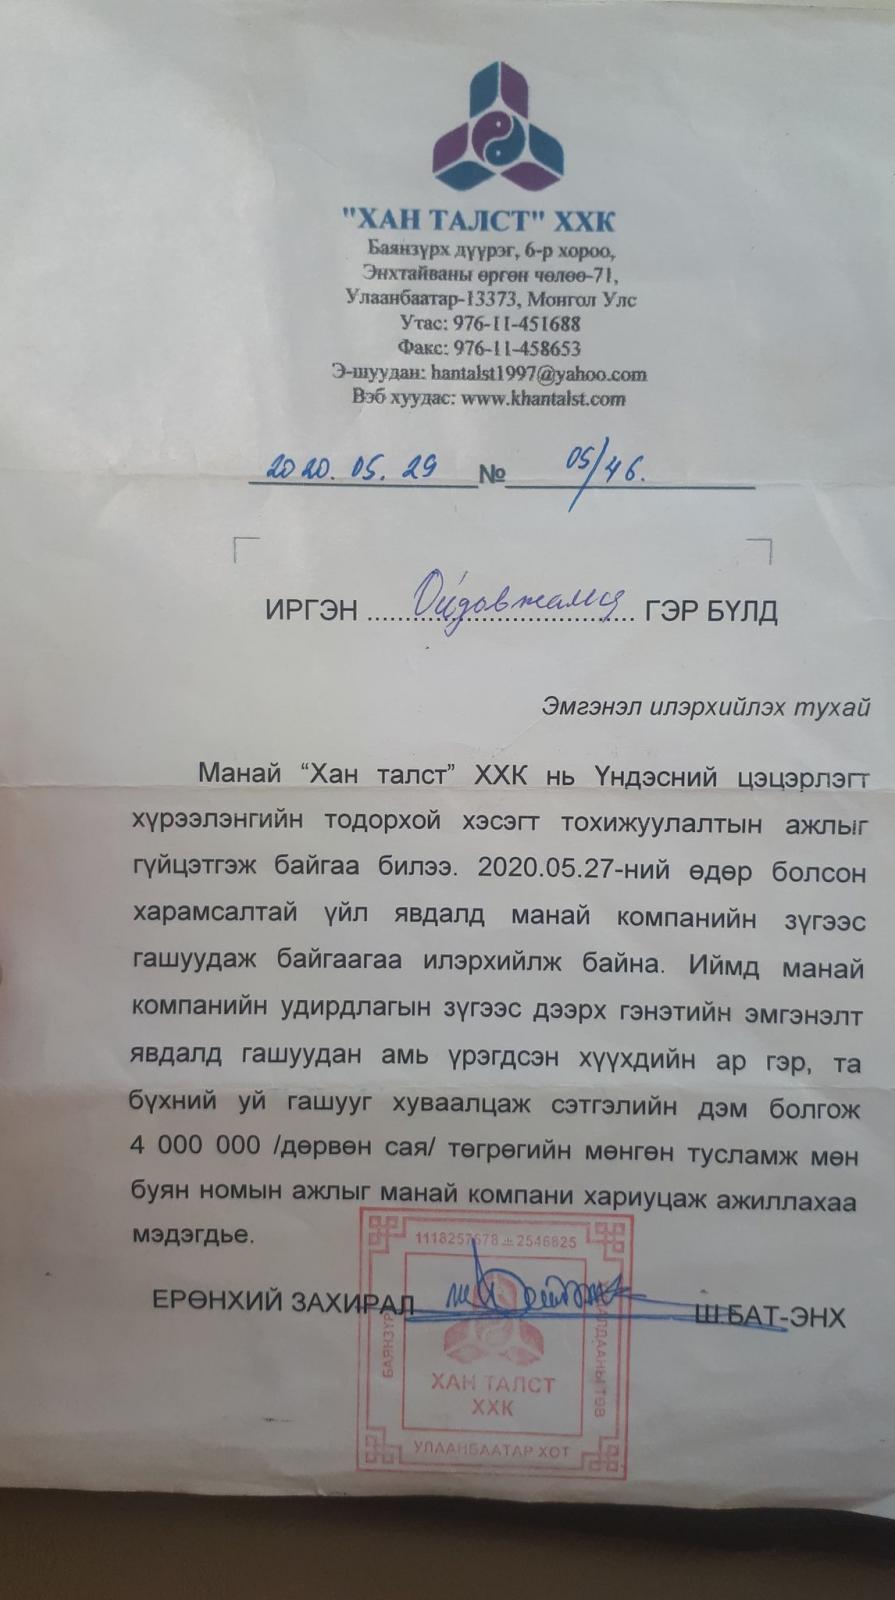 "ХАН ТАЛСТ" ХХК
Баянзүрх дүүрэг, 6-р хороо,
Энхтайваны өргөн чөлөө-71,
Улаанбаатар-13373, Монгол Улс
Утас: 976-11-451688
Факс: 976-11-458653
Э-шуудан: hantalst1997@yahoo.com
Вэб хуудас: www.khantalst.com
2020.05.29 № 05/46.
ИРГЭН Ойдовжамц ГЭР БҮЛД
Эмгэнэл илэрхийлэх тухай
Манай “Хан талст” ХХК нь Үндэсний цэцэрлэгт
хүрээлэнгийн тодорхой хэсэгт тохижуулалтын ажлыг
гүйцэтгэж байгаа билээ. 2020.05.27-ний өдөр болсон
харамсалтай үйл явдалд манай компанийн зүгээс
гашуудаж байгаагаа илэрхийлж байна. Иймд манай
компанийн удирдлагын зүгээс дээрх гэнэтийн эмгэнэлт
явдалд гашуудан амь үрэгдсэн хүүхдийн ар гэр, та
бүхний уй гашууг хуваалцаж сэтгэлийн дэм болгож
4 000 000 /дөрвөн сая/ төгрөгийн мөнгөн тусламж мөн
буян номын ажлыг манай компани хариуцаж ажиллахаа
мэдэгдье.
ЕРӨНХИЙ ЗАХИРАЛ Ш.БАТ-ЭНХ
1118257678 2546825
ХАН ТАЛСТ
ХХК
УЛААНБААТАР ХОТ